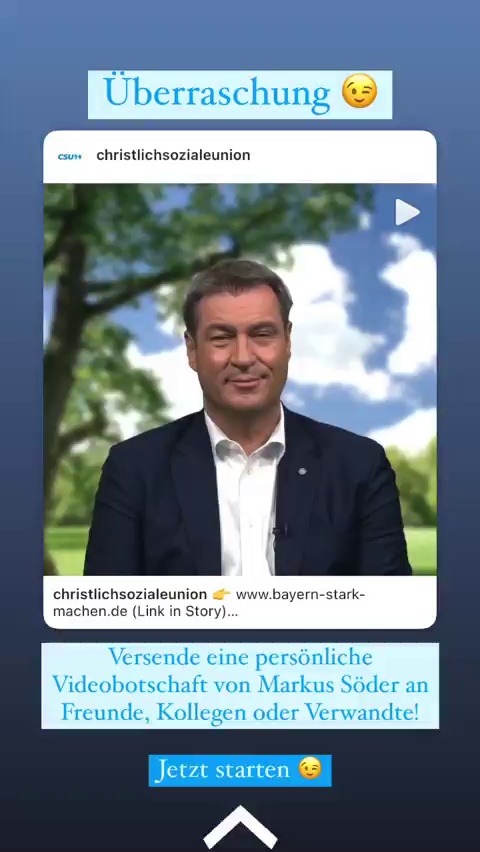 Überraschung 😉
CSU
christlichsozialeunion
christlichsozialeunion 👉 www.bayern-stark-
machen.de (Link in Story)...
Versende eine persönliche
Videobotschaft von Markus Söder an
Freunde, Kollegen oder Verwandte!
Jetzt starten 😉